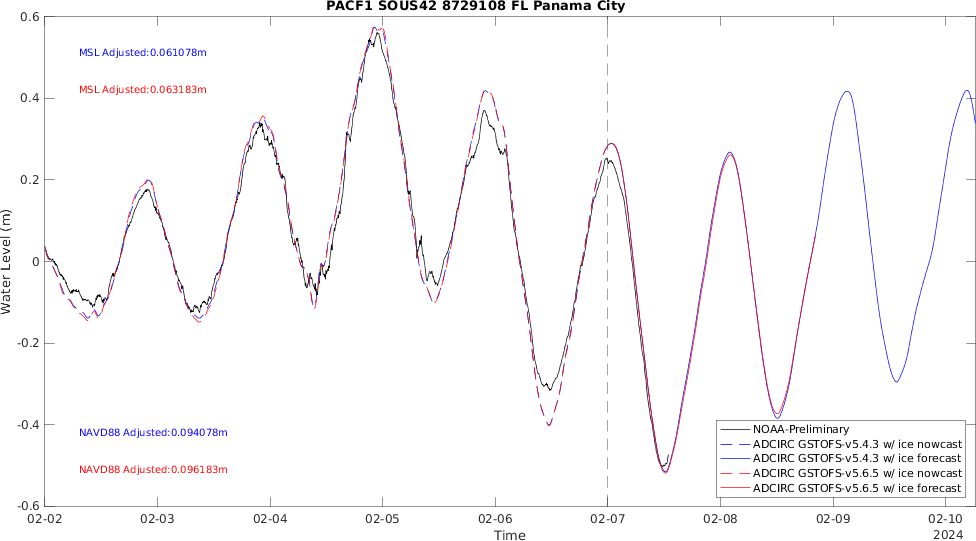 PACF1 SOUS42 8729108 FL Panama City
0.6
0.4
0.2
0
-0.2
-0.4
-0.6
Water Level (m)
MSL Adjusted:0.061078m
MSL Adjusted:0.063183m
NAVD88 Adjusted:0.094078m
NAVD88 Adjusted:0.096183m
NOAA-Preliminary
ADCIRC GSTOFS-v5.4.3 w/ ice nowcast
ADCIRC GSTOFS-v5.4.3 w/ ice forecast
ADCIRC GSTOFS-v5.6.5 w/ ice nowcast
ADCIRC GSTOFS-v5.6.5 w/ ice forecast
02-02 02-03 02-04 02-05 02-06 02-07 02-08 02-09 02-10
Time 2024